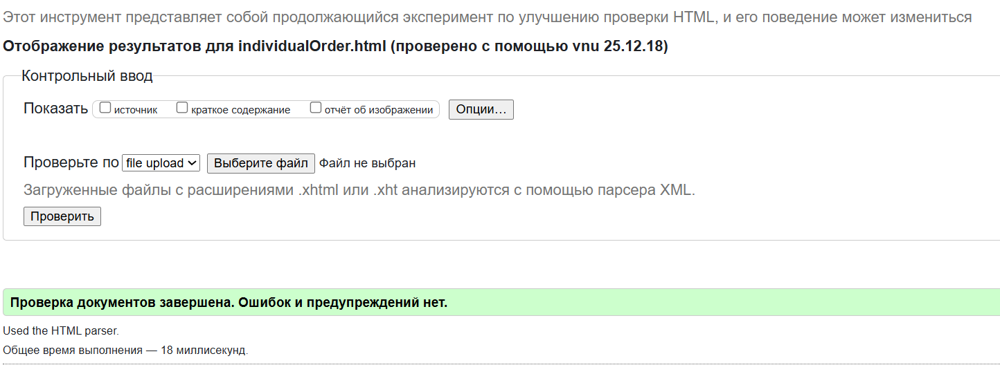 Этот инструмент представляет собой продолжающийся эксперимент по улучшению проверки HTML, и его поведение может измениться
Отображение результатов для individualOrder.html (проверено с помощью vnu 25.12.18)
Контрольный ввод
Показать источник краткое содержание отчёт об изображении Опции…
Проверьте по file upload Выберите файл Файл не выбран
Загруженные файлы с расширениями .xhtml или .xht анализируются с помощью парсера XML.
Проверить
Проверка документов завершена. Ошибок и предупреждений нет.
Used the HTML parser.
Общее время выполнения — 18 миллисекунд.